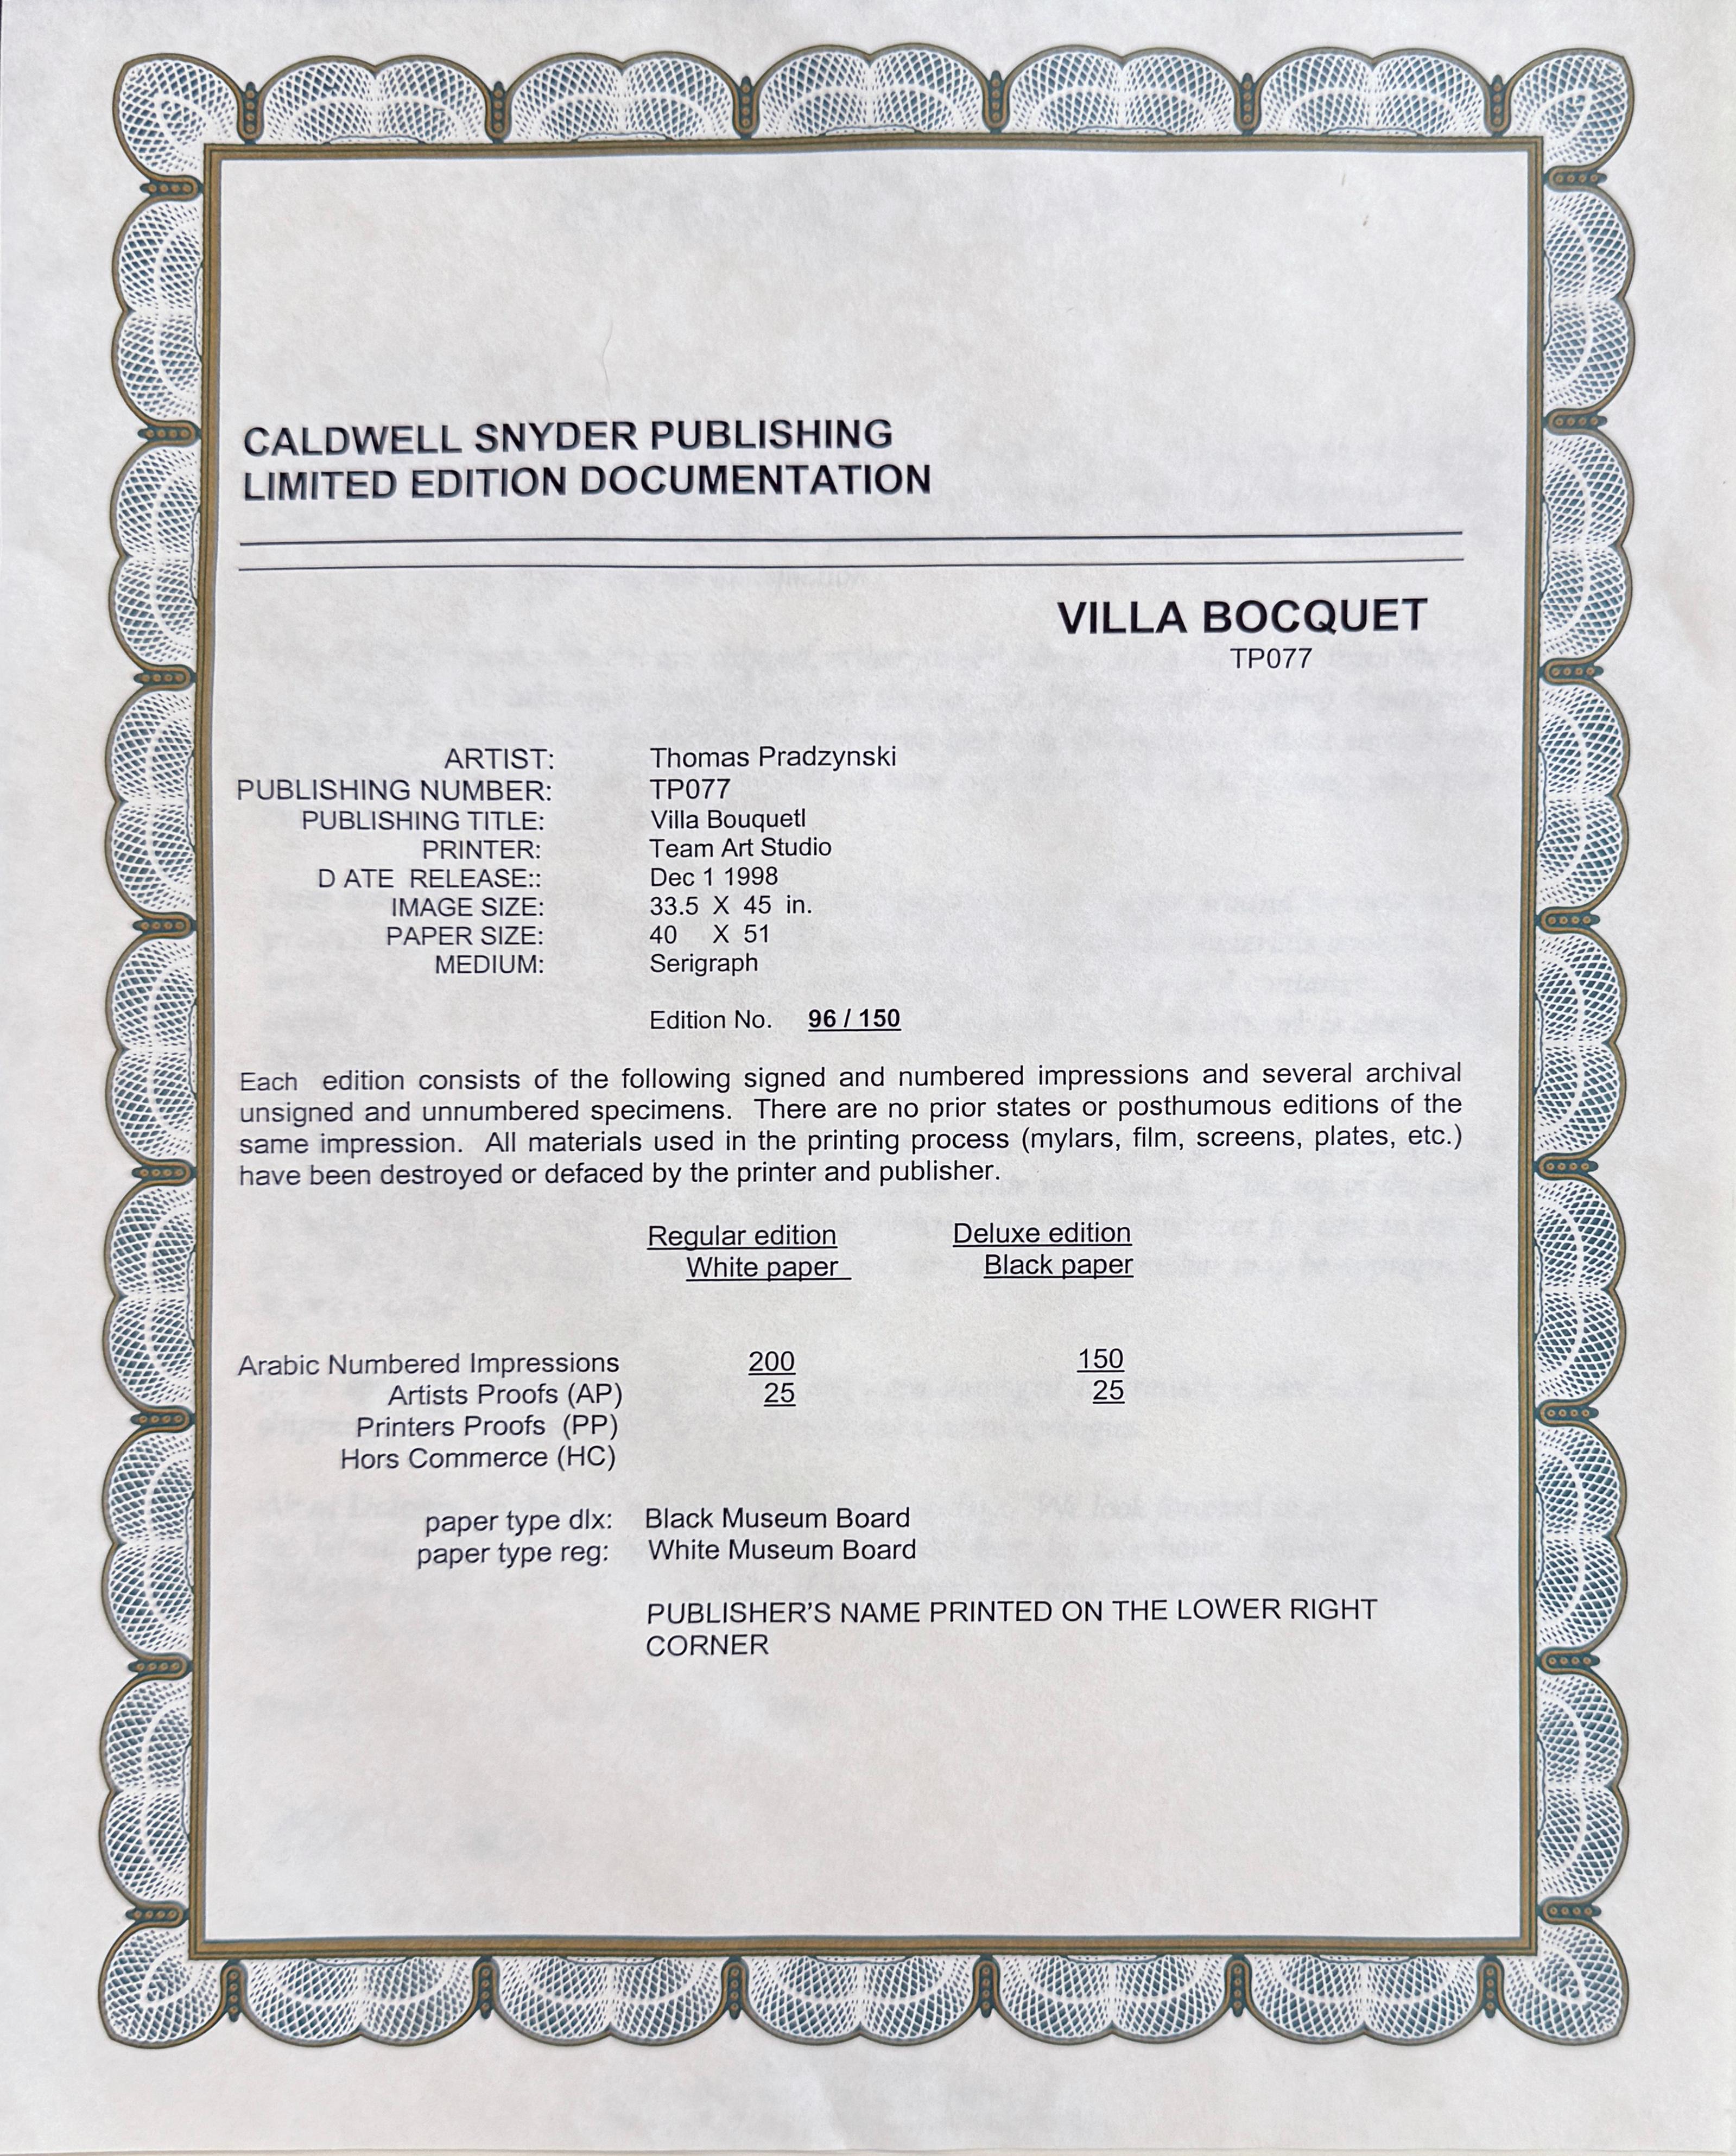 CALDWELL SNYDER PUBLISHING
LIMITED EDITION DOCUMENTATION
VILLA BOCQUET
TP077
ARTIST: Thomas Pradzynski
PUBLISHING NUMBER: TP077
PUBLISHING TITLE: Villa Bouquetl
PRINTER: Team Art Studio
D ATE RELEASE:: Dec 1 1998
IMAGE SIZE: 33.5 X 45 in.
PAPER SIZE: 40 X 51
MEDIUM: Serigraph
Edition No. 96 / 150
Each edition consists of the following signed and numbered impressions and several archival
unsigned and unnumbered specimens. There are no prior states or posthumous editions of the
same impression. All materials used in the printing process (mylars, film, screens, plates, etc.)
have been destroyed or defaced by the printer and publisher.
Regular edition Deluxe edition
White paper Black paper
Arabic Numbered Impressions 200 150
Artists Proofs (AP) 25 25
Printers Proofs (PP)
Hors Commerce (HC)
paper type dlx: Black Museum Board
paper type reg: White Museum Board
PUBLISHER'S NAME PRINTED ON THE LOWER RIGHT
CORNER